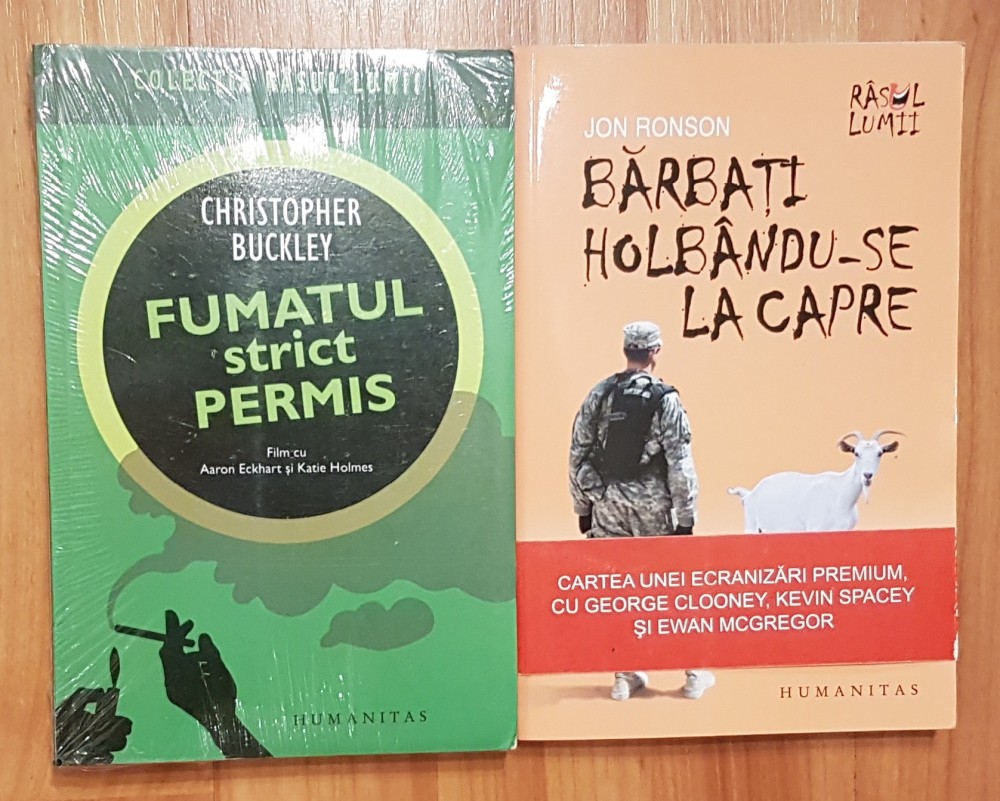 COLECȚIA RÂSUL LUMII
CHRISTOPHER
BUCKLEY
FUMATUL
strict
PERMIS
Film cu
Aaron Eckhart și Katie Holmes
HUMANITAS
RÂSUL
LUMII
JON RONSON
BĂRBAȚI
HOLBÂNDU-SE
LA CAPRE
CARTEA UNEI ECRANIZĂRI PREMIUM,
CU GEORGE CLOONEY, KEVIN SPACEY
ŞI EWAN MCGREGOR
HUMANITAS